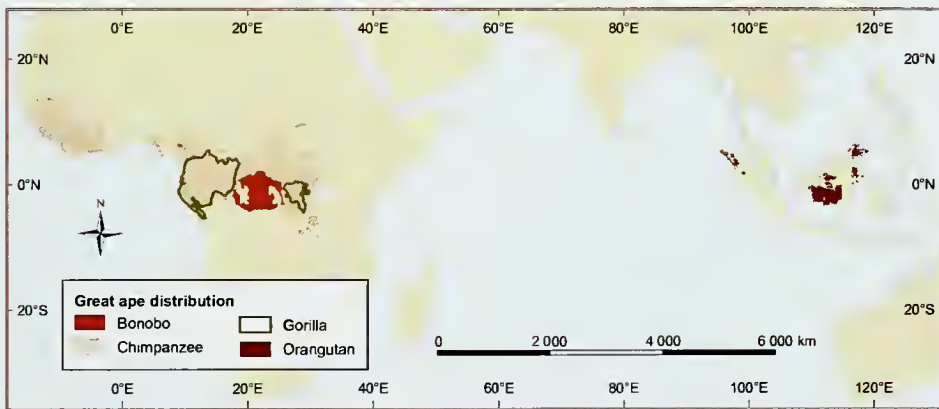 0°E 20°E 40°E 60°E 80°E 100°E 120°E
20°N 20°N
0°N 0°N
N
20°S 20°S
Great ape distribution
Bonobo Gorilla
Chimpanzee Orangutan
0 2 000 4 000 6 000 km
0°E 20°E 40°E 60°E 80°E 100°E 120°E